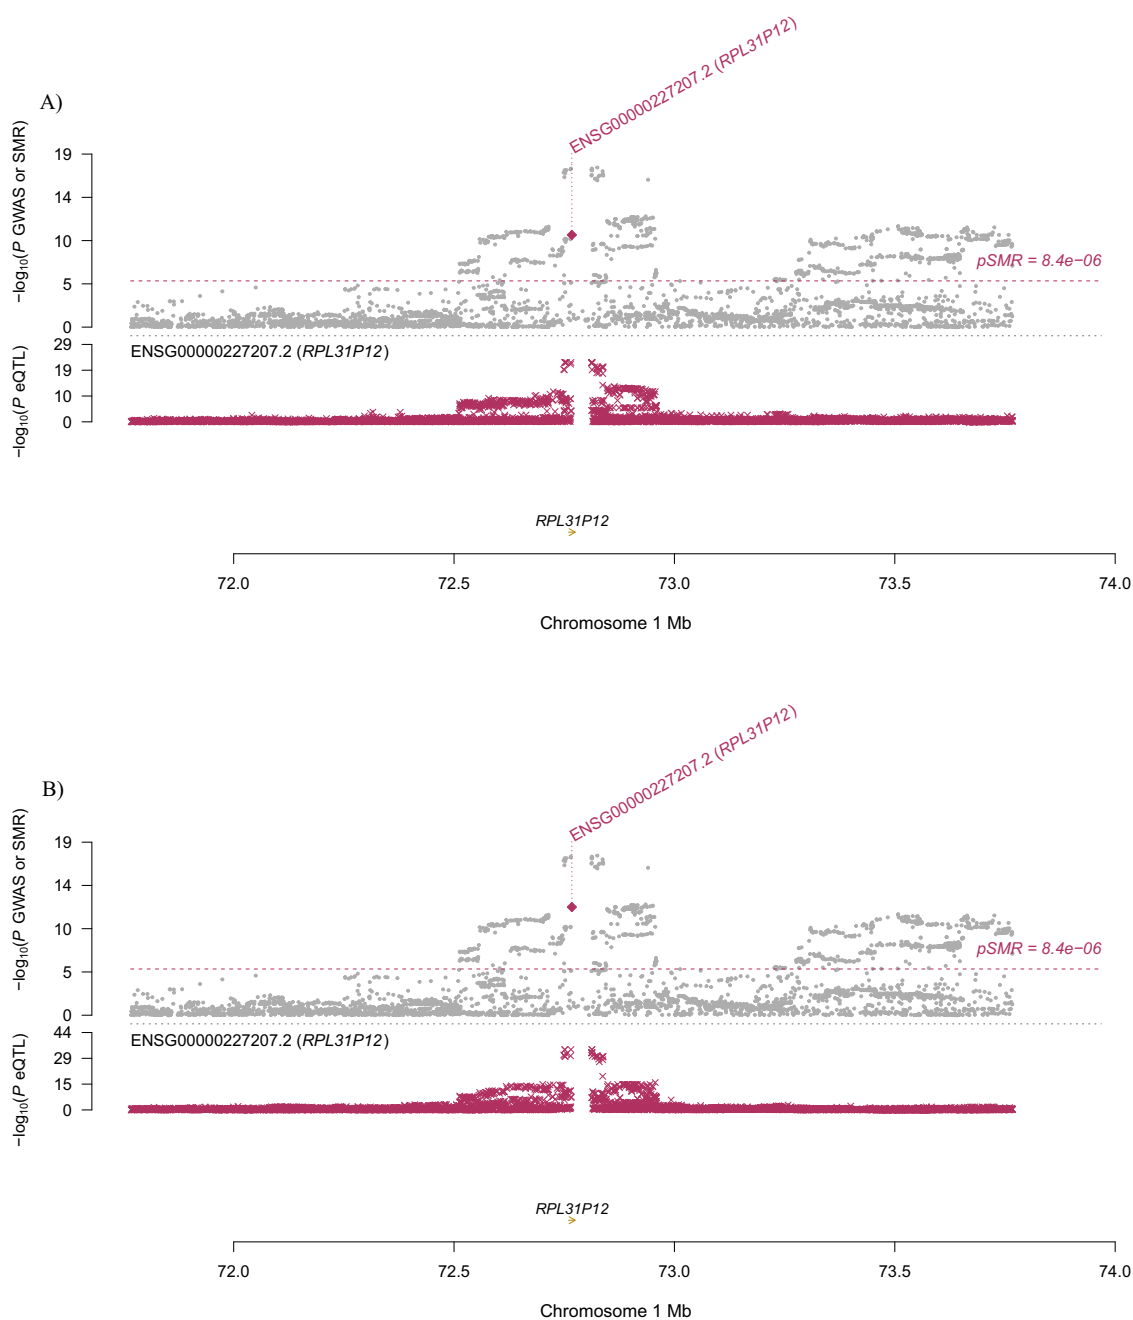 ENSG00000227207.2 (RPL31P12)
A)
−log10(P GWAS or SMR)
19
14
10
5
0
pSMR = 8.4e−06
ENSG00000227207.2 (RPL31P12)
−log10(P eQTL)
29
19
10
0
RPL31P12
72.0 72.5 73.0 73.5 74.0
Chromosome 1 Mb
ENSG00000227207.2 (RPL31P12)
B)
−log10(P GWAS or SMR)
19
14
10
5
0
pSMR = 8.4e−06
ENSG00000227207.2 (RPL31P12)
−log10(P eQTL)
44
29
15
0
RPL31P12
72.0 72.5 73.0 73.5 74.0
Chromosome 1 Mb